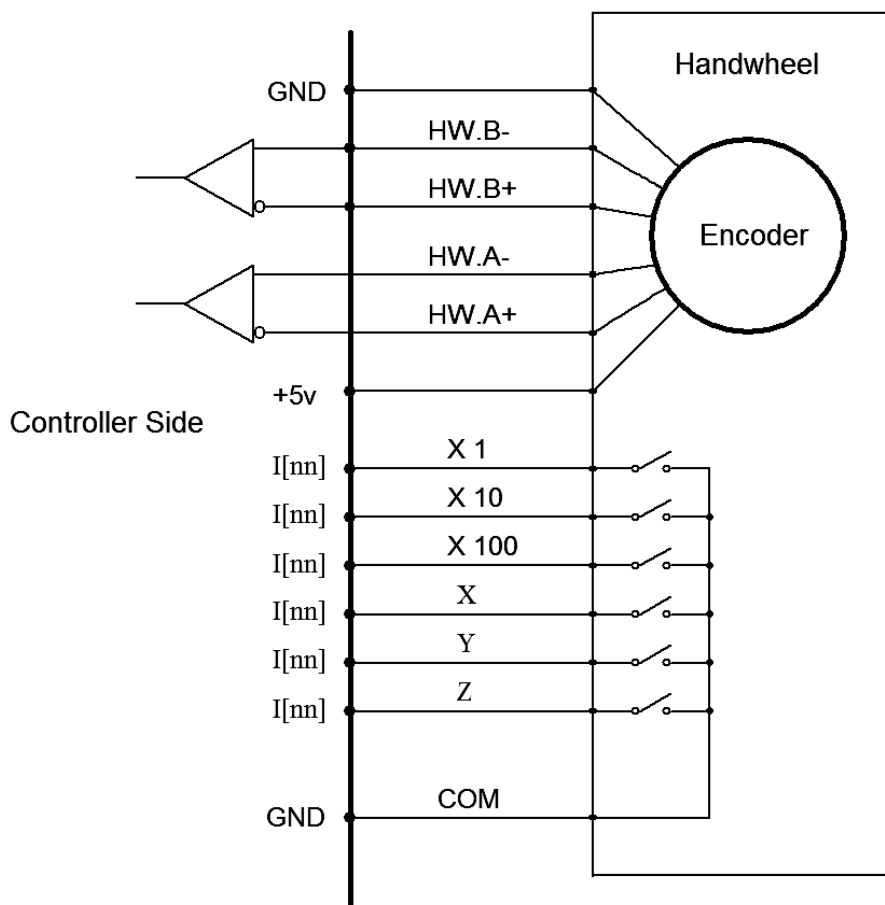 Handwheel
GND
HW.B-
HW.B+
Encoder
HW.A-
HW.A+
+5v
Controller Side
I[nn] X 1
I[nn] X 10
I[nn] X 100
I[nn] X
I[nn] Y
I[nn] Z
GND COM